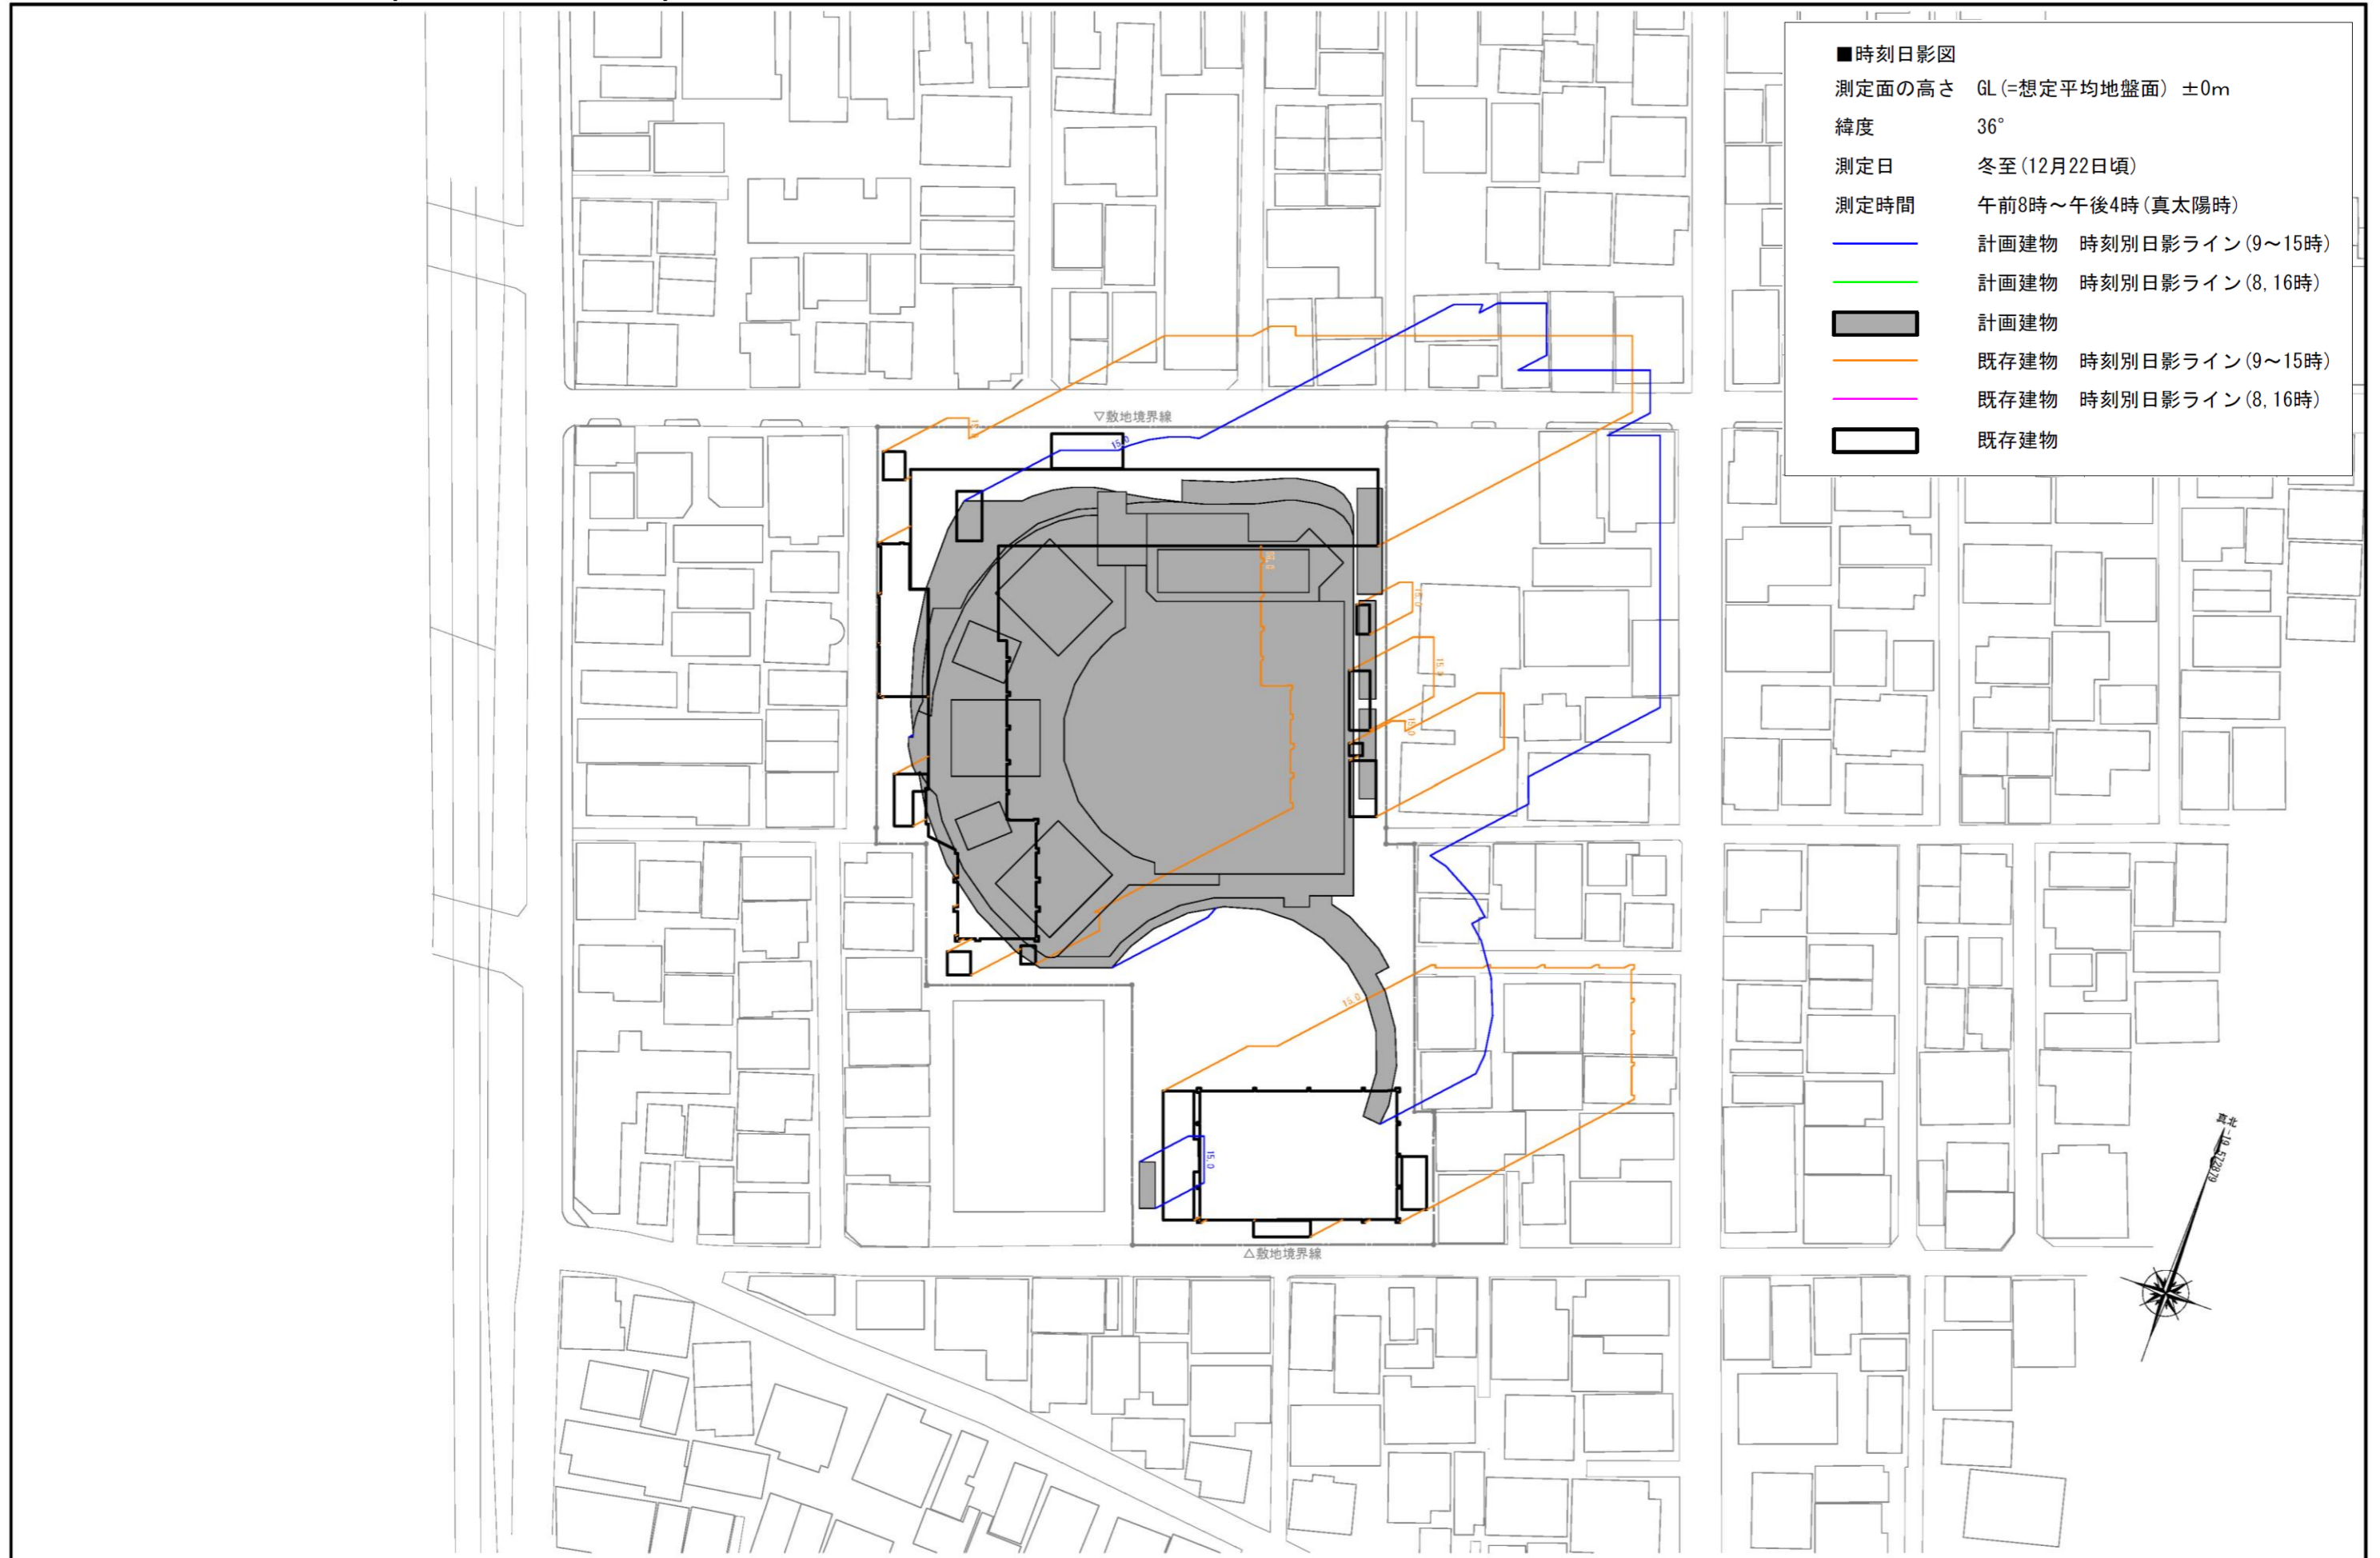 ■時刻日影図
測定面の高さ GL(=想定平均地盤面) ±0m
緯度 36°
測定日 冬至(12月22日頃)
測定時間 午前8時～午後4時(真太陽時)
計画建物 時刻別日影ライン(9～15時)
計画建物 時刻別日影ライン(8,16時)
計画建物
既存建物 時刻別日影ライン(9～15時)
既存建物 時刻別日影ライン(8,16時)
既存建物
▽敷地境界線
15.0
15.0
15.0
15.0
15.0
15.0
15.0
△敷地境界線